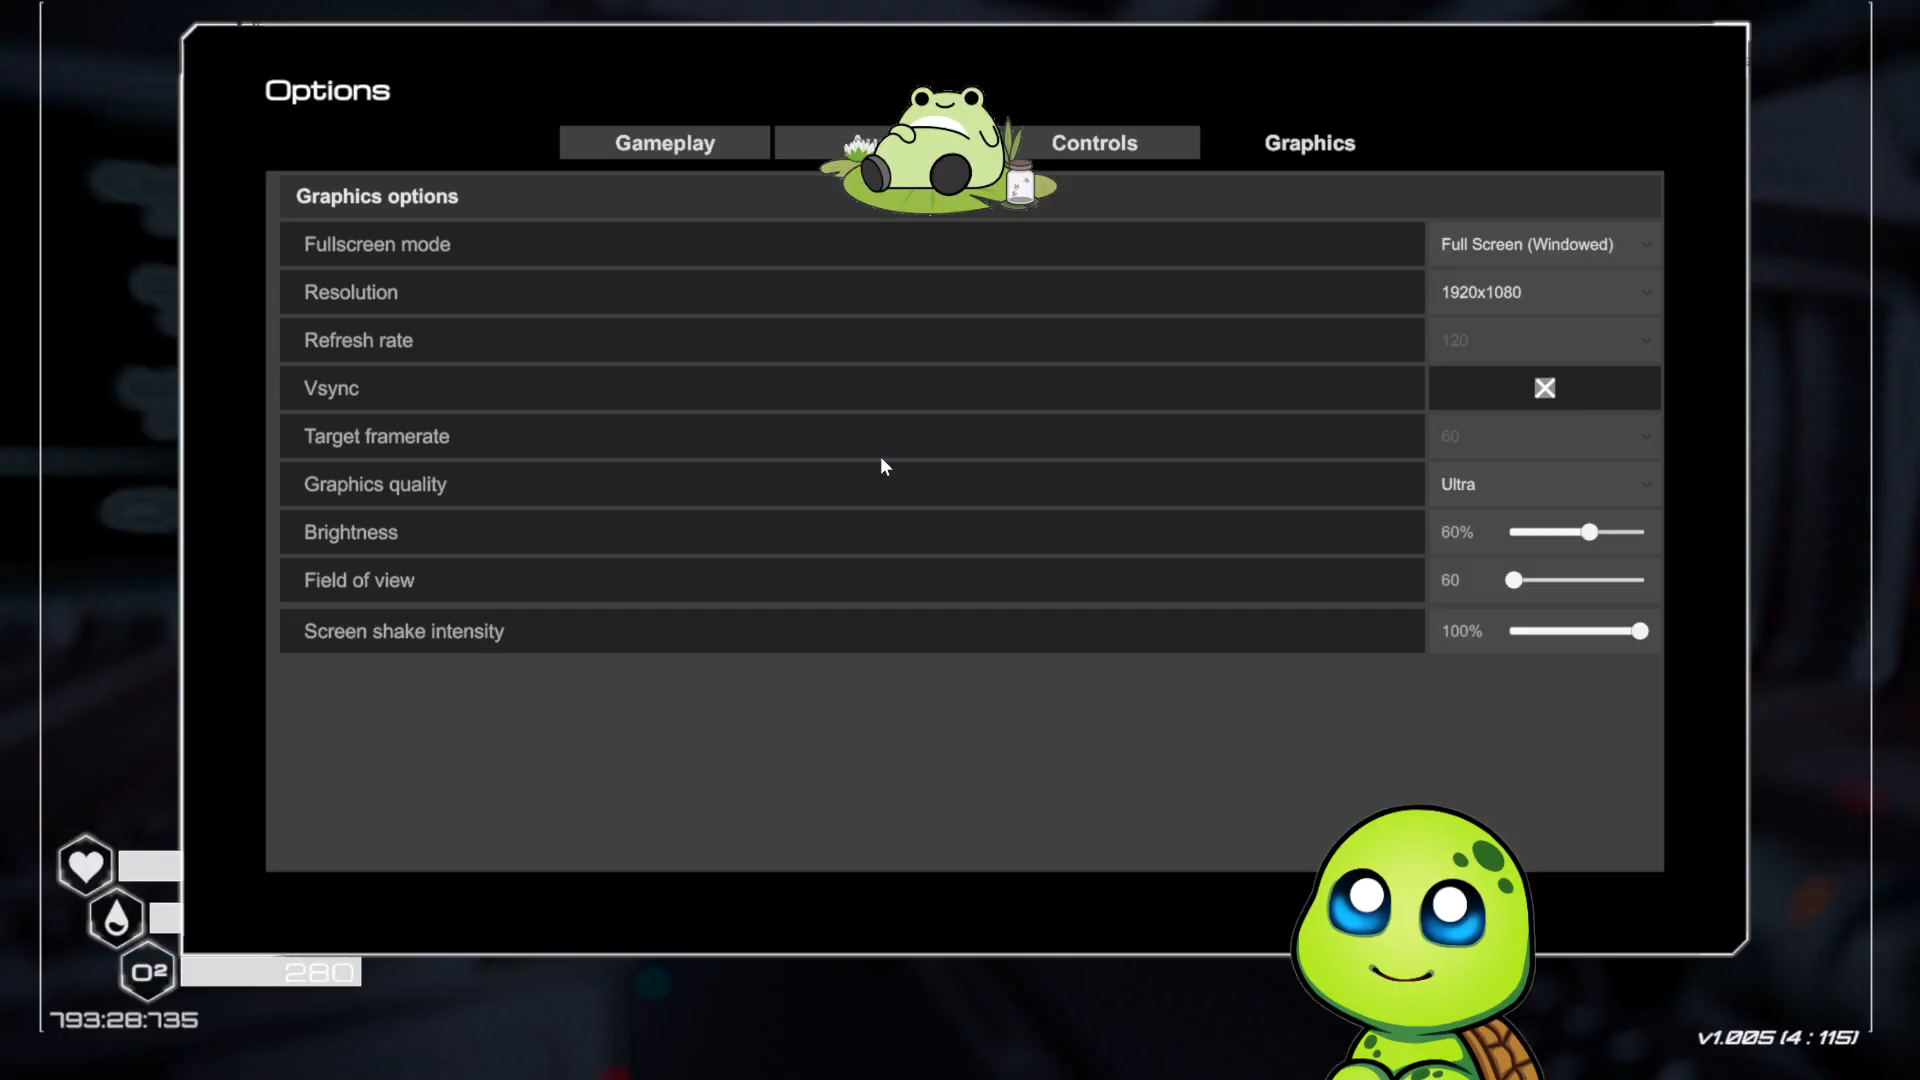 Options
Gameplay
Controls
Graphics
Graphics options
Fullscreen mode
Full Screen (Windowed)
Resolution
1920x1080
Refresh rate
120
Vsync
Target framerate
60
Graphics quality
Ultra
Brightness
60%
Field of view
60
Screen shake intensity
100%
O²
280
793:28:735
v1.005 (4 : 115)